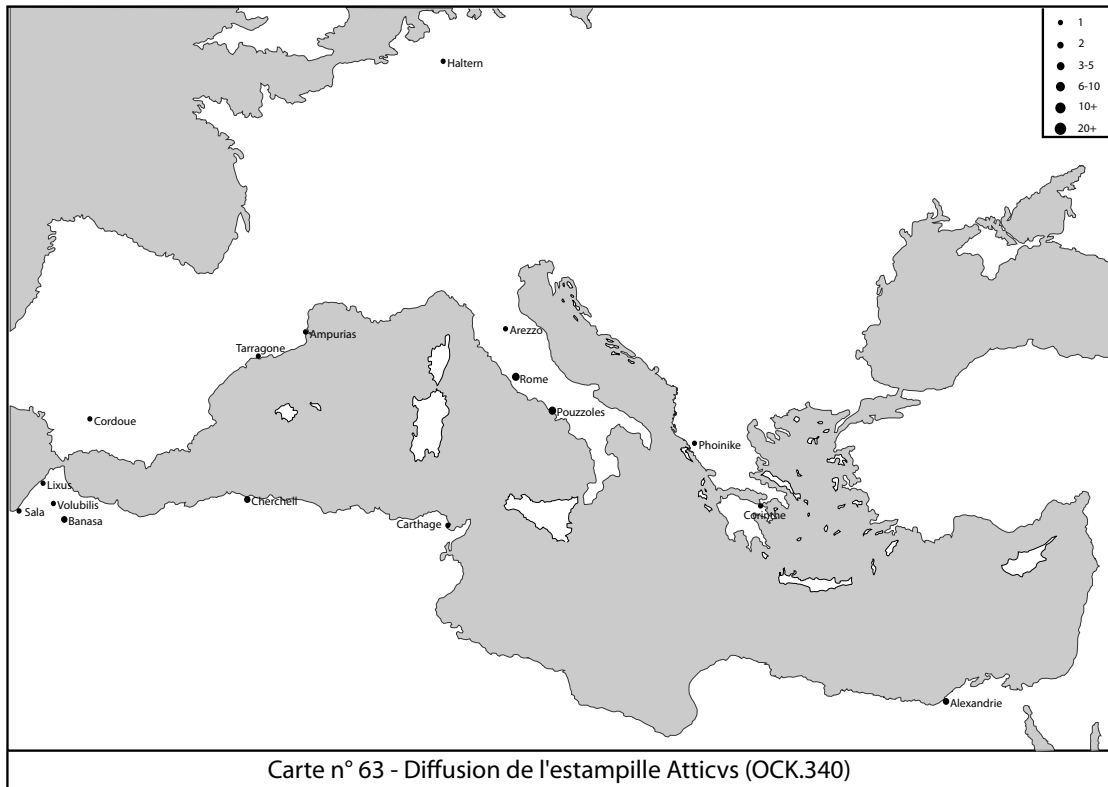 1
2
3-5
6-10
10+
20+
Haltern
Arezzo
Ampurias
Tarragone
Rome
Pouzzoles
Cordoue
Phoinike
Lixus
Volubilis
Cherchell
Sala
Banasa
Carthage
Corinthe
Alexandrie
Carte n° 63 - Diffusion de l'estampille Atticvs (OCK.340)